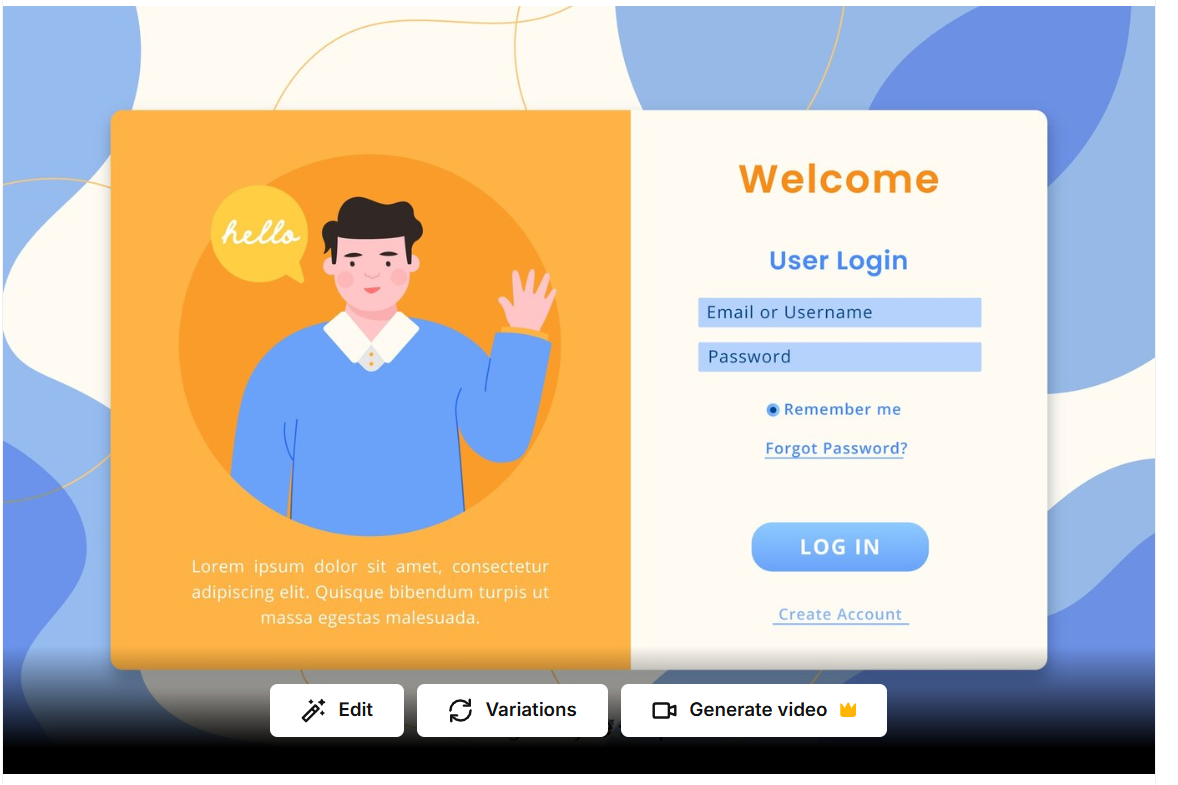 hello
Lorem ipsum dolor sit amet, consectetur
adipiscing elit. Quisque bibendum turpis ut
massa egestas malesuada.
Welcome
User Login
Email or Username
Password
Remember me
Forgot Password?
LOG IN
Create Account
Edit
Variations
Generate video